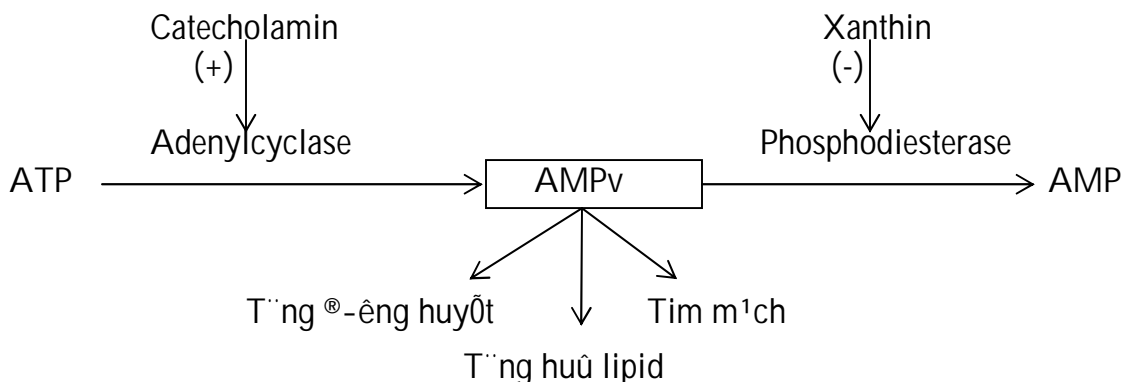 Catecholamin Xanthin
(+) (-)
Adenylcyclase Phosphodiesterase
ATP AMPv AMP
T¨ng ®-êng huyÕt Tim m¹ch
T¨ng huû lipid